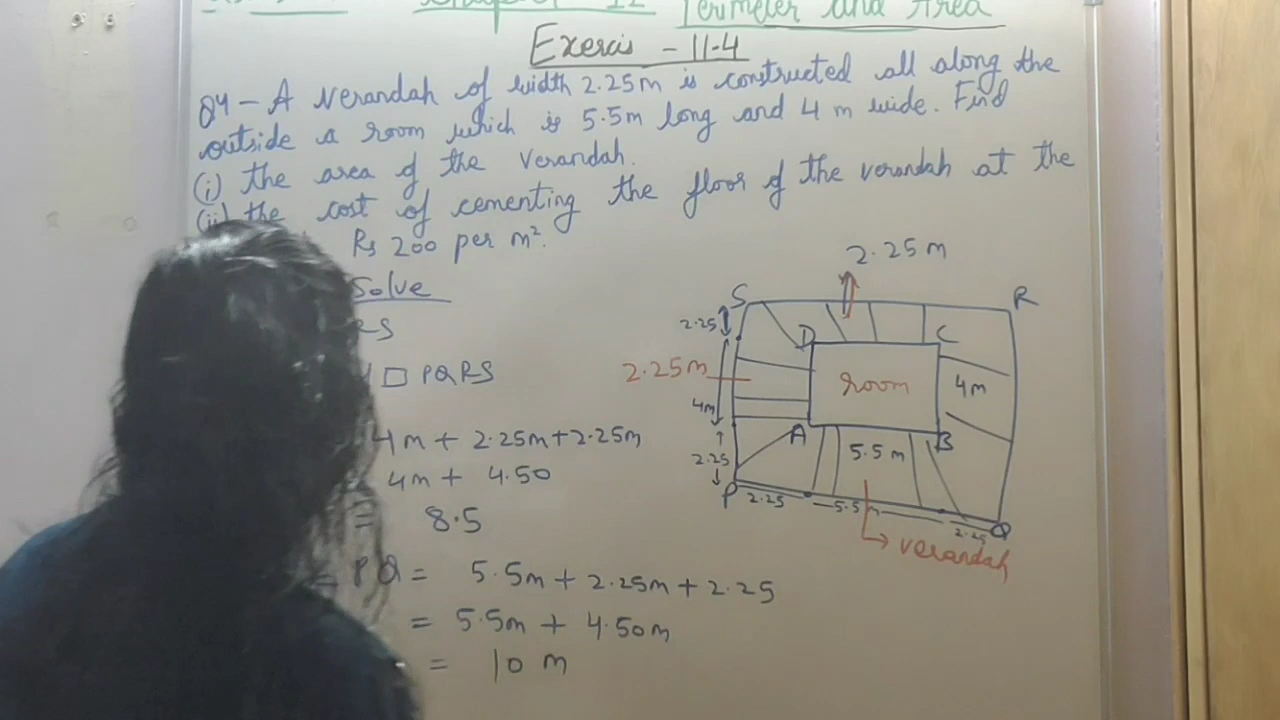 Chapter - Perimeter and Area
Exercis - 11.4
Q4 - A verandah of width 2.25m is constructed all along the
outside a room which is 5.5m long and 4 m wide. Find
(i) the area of the verandah.
(ii) the cost of cementing the floor of the verandah at the
Rs 200 per m².
Solve
RS
□ PQRS
4m + 2.25m+2.25m
4m + 4.50
= 8.5
= PQ = 5.5m + 2.25m + 2.25
= 5.5m + 4.50m
= 10 m
2.25 m
S
R
2.25
D
C
2.25m
room
4m
4m
A
B
2.25
5.5 m
P
2.25
5.5 m
2.25
Q
verandah